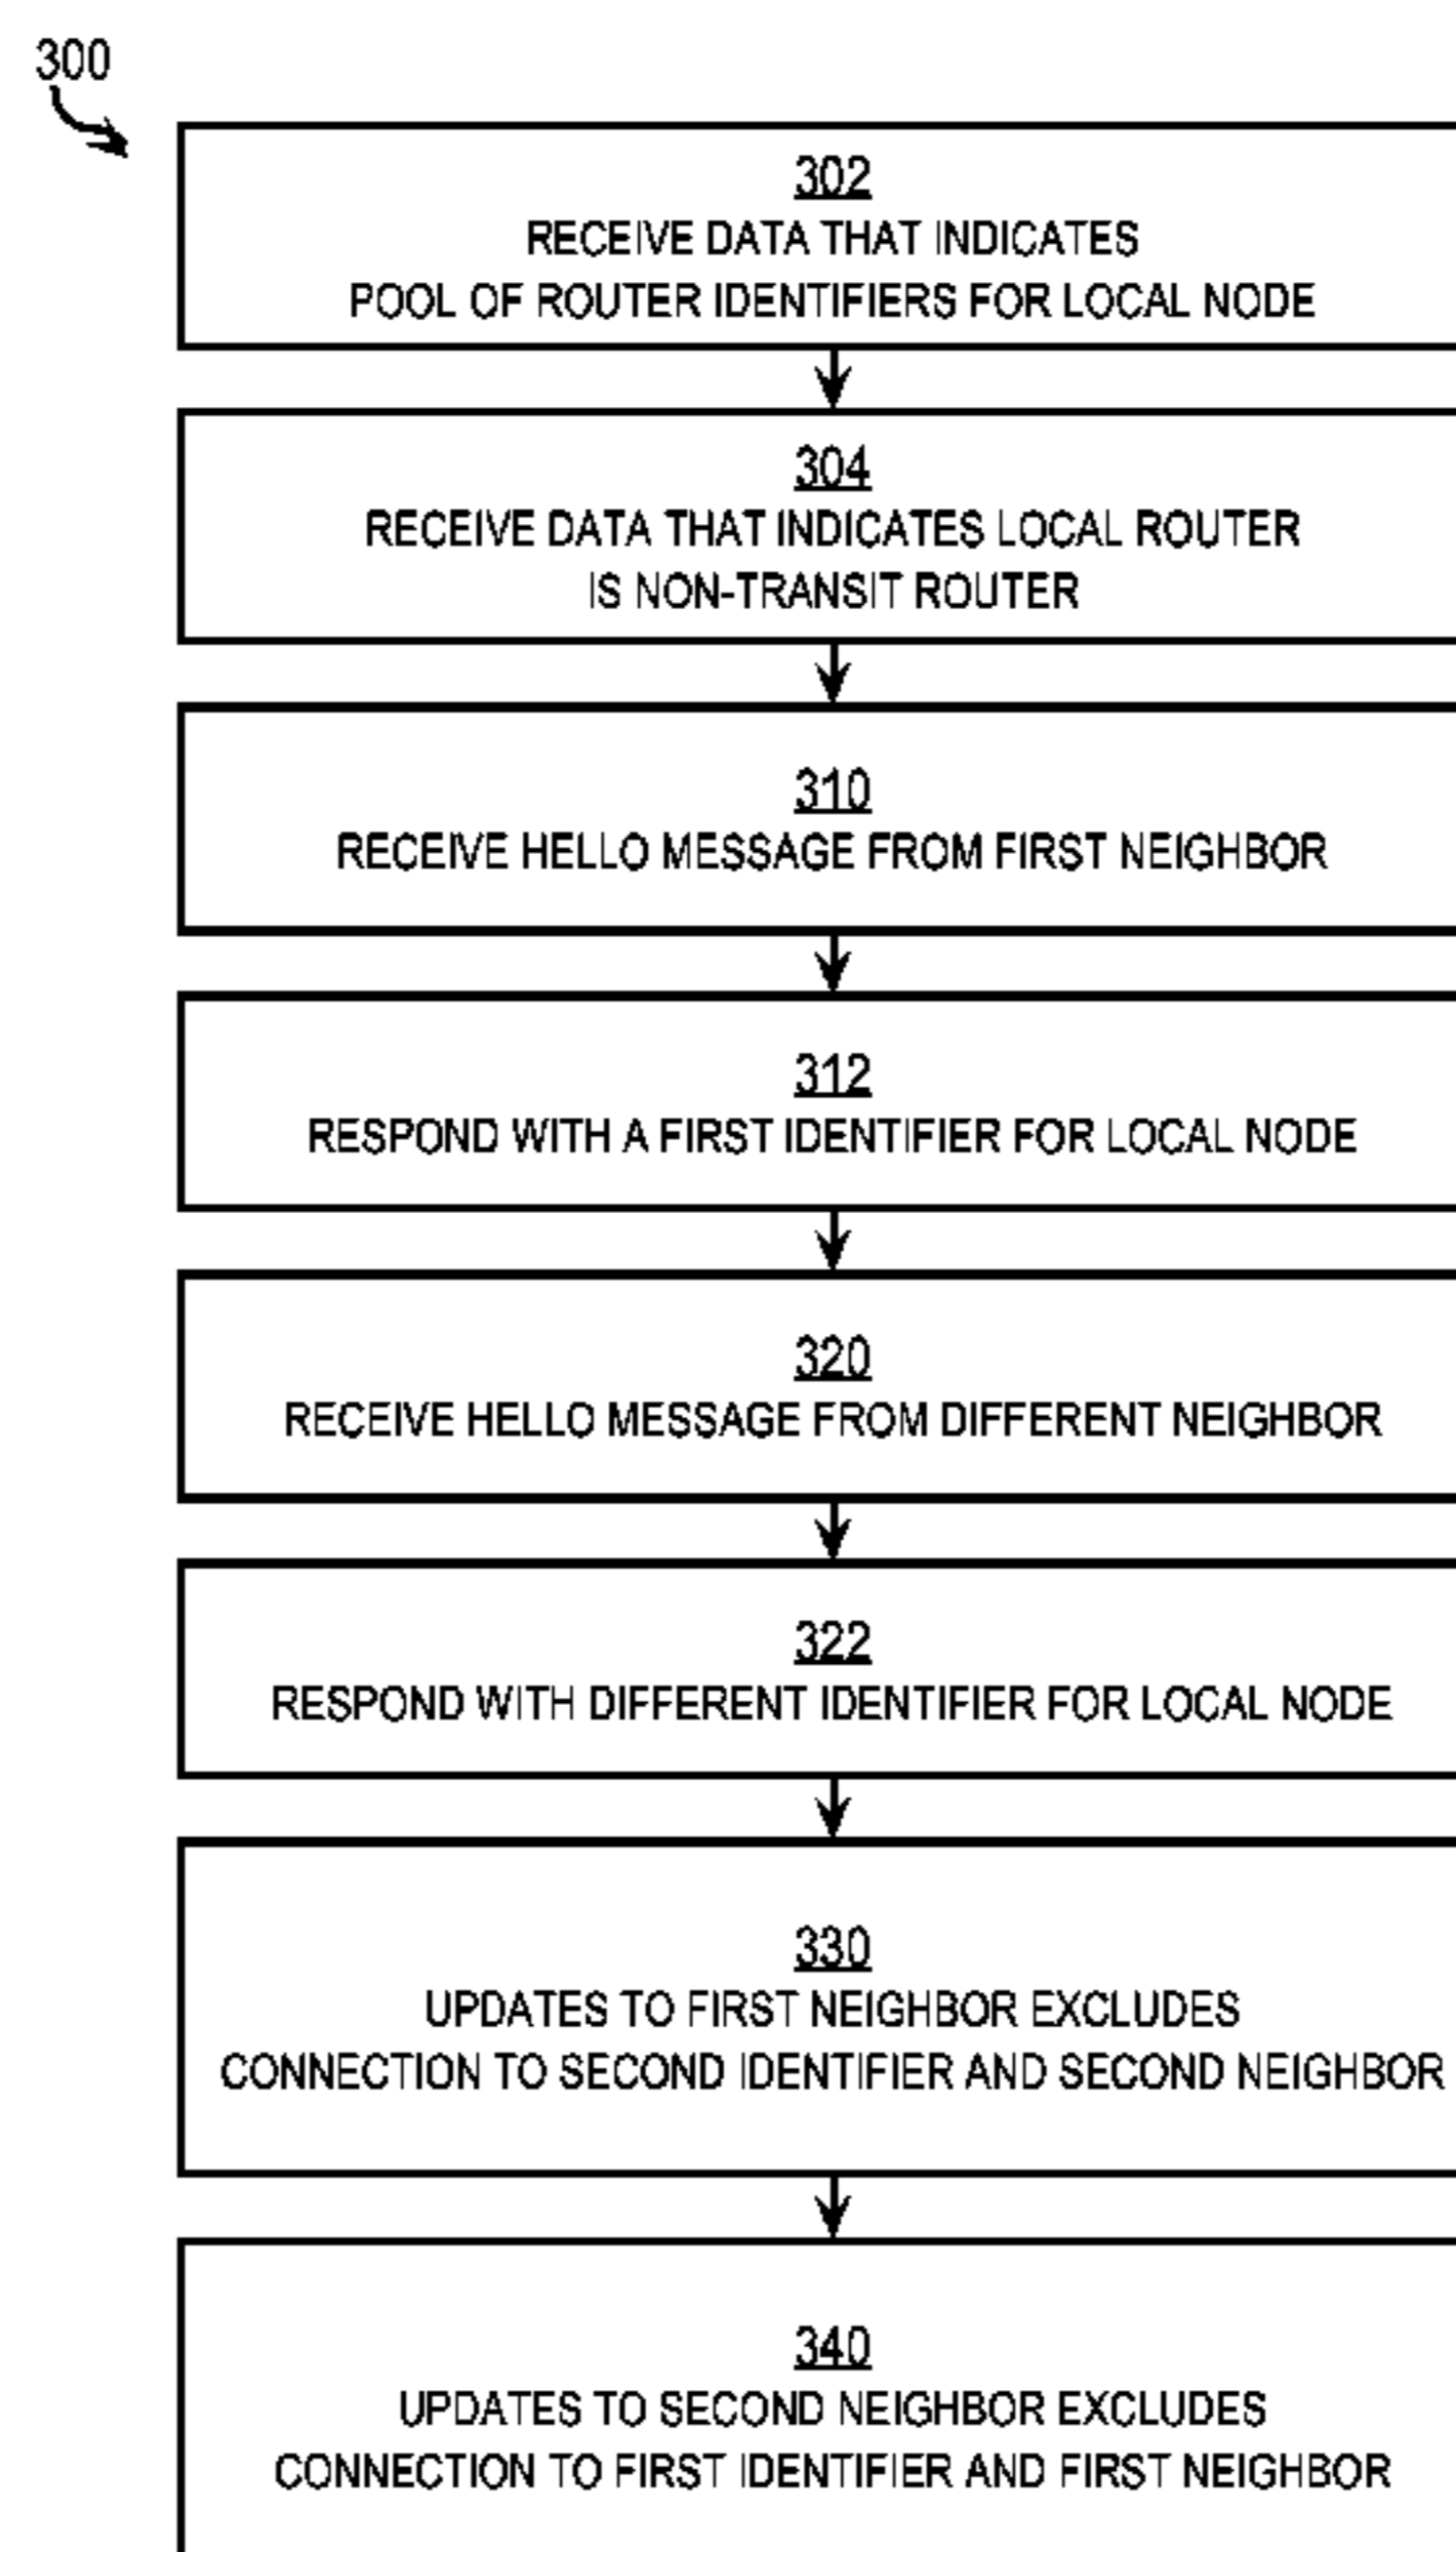 300
302
RECEIVE DATA THAT INDICATES
POOL OF ROUTER IDENTIFIERS FOR LOCAL NODE
304
RECEIVE DATA THAT INDICATES LOCAL ROUTER
IS NON-TRANSIT ROUTER
310
RECEIVE HELLO MESSAGE FROM FIRST NEIGHBOR
312
RESPOND WITH A FIRST IDENTIFIER FOR LOCAL NODE
320
RECEIVE HELLO MESSAGE FROM DIFFERENT NEIGHBOR
322
RESPOND WITH DIFFERENT IDENTIFIER FOR LOCAL NODE
330
UPDATES TO FIRST NEIGHBOR EXCLUDES
CONNECTION TO SECOND IDENTIFIER AND SECOND NEIGHBOR
340
UPDATES TO SECOND NEIGHBOR EXCLUDES
CONNECTION TO FIRST IDENTIFIER AND FIRST NEIGHBOR